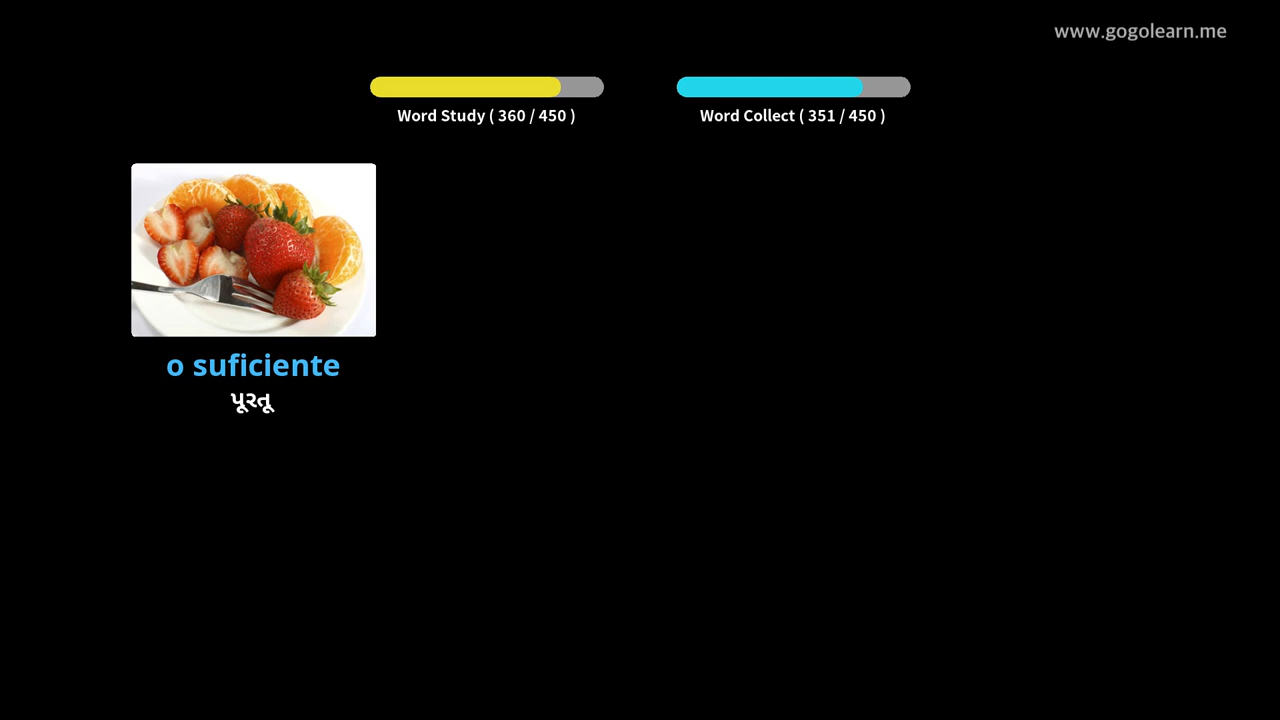 www.gogolearn.me
Word Study ( 360 / 450 )
Word Collect ( 351 / 450 )
o suficiente
પૂરતૂ